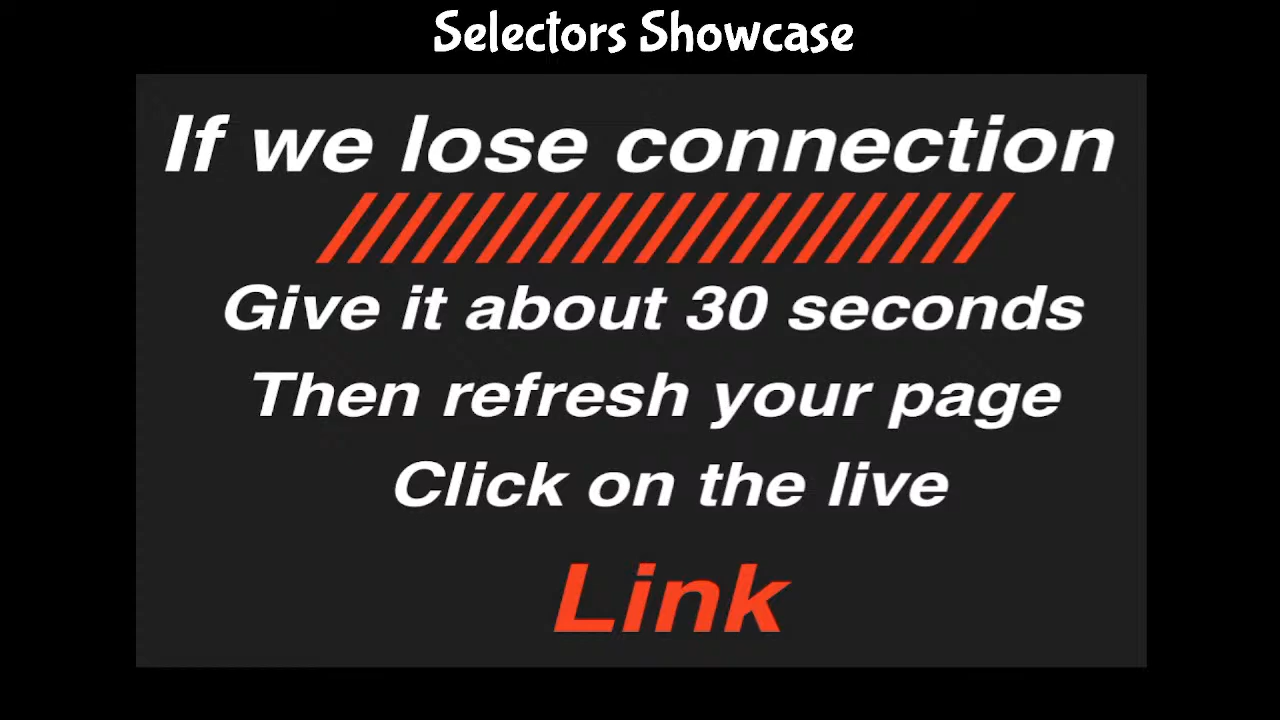 Selectors Showcase
If we lose connection
Give it about 30 seconds
Then refresh your page
Click on the live
Link